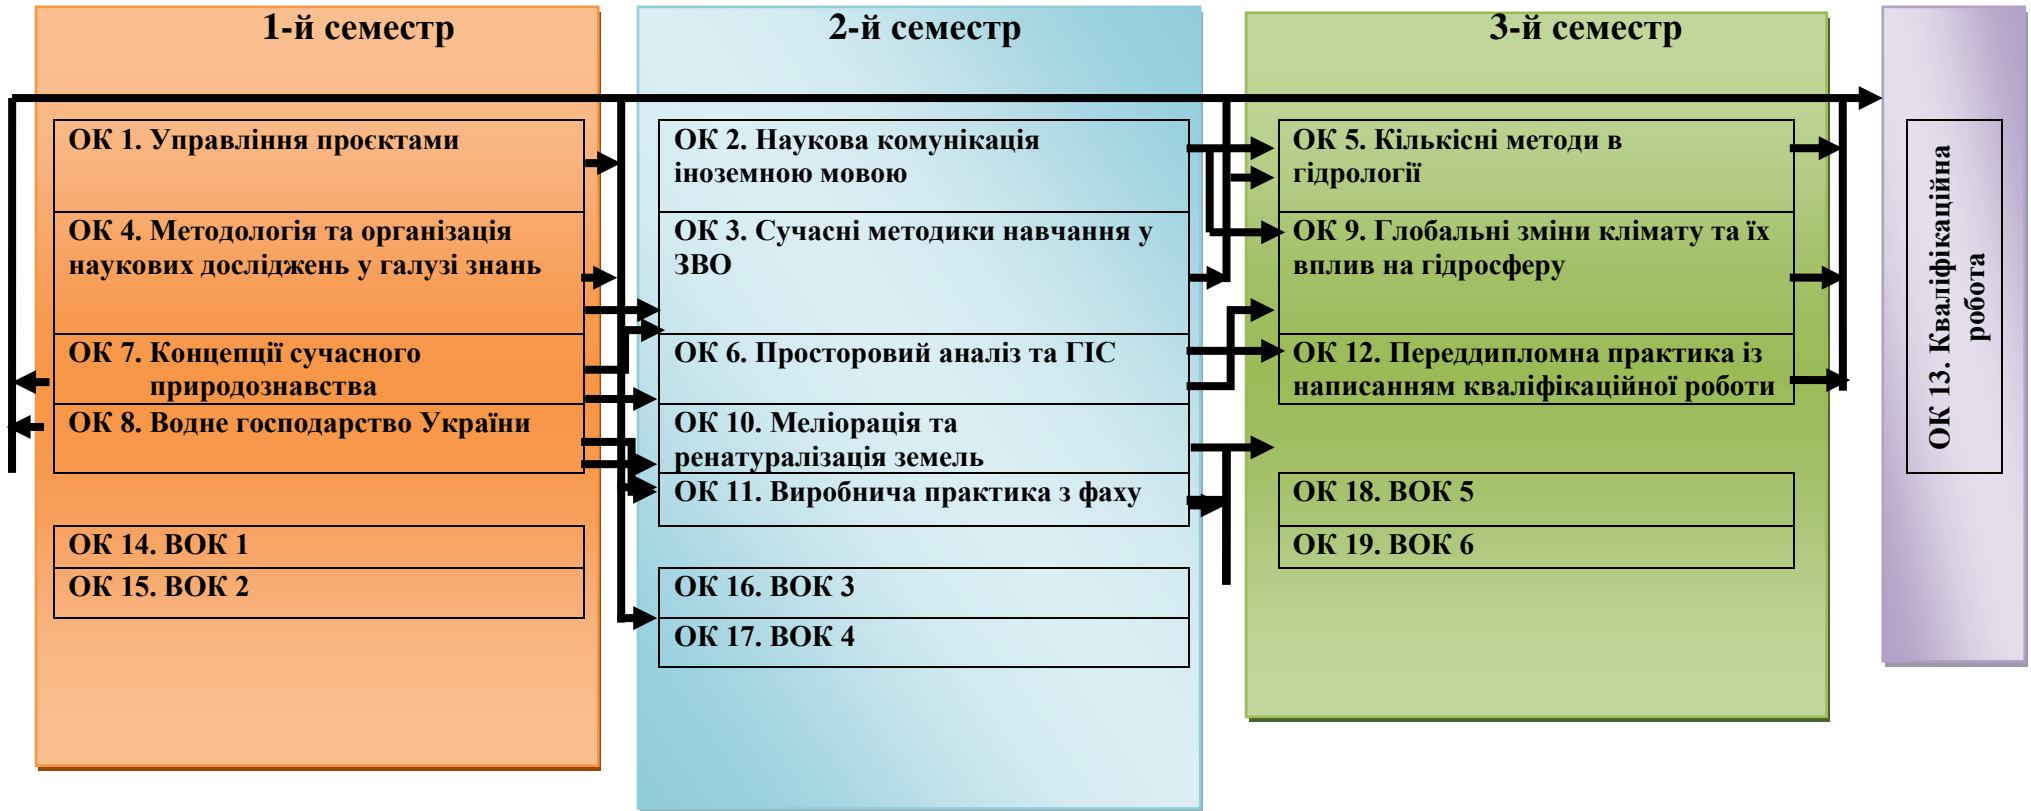 1-й семестр
ОК 1. Управління проєктами
ОК 4. Методологія та організація
наукових досліджень у галузі знань
ОК 7. Концепції сучасного
природознавства
ОК 8. Водне господарство України
ОК 14. ВОК 1
ОК 15. ВОК 2
2-й семестр
ОК 2. Наукова комунікація
іноземною мовою
ОК 3. Сучасні методики навчання у
ЗВО
ОК 6. Просторовий аналіз та ГІС
ОК 10. Меліорація та
ренатуралізація земель
ОК 11. Виробнича практика з фаху
ОК 16. ВОК 3
ОК 17. ВОК 4
3-й семестр
ОК 5. Кількісні методи в
гідрології
ОК 9. Глобальні зміни клімату та їх
вплив на гідросферу
ОК 12. Переддипломна практика із
написанням кваліфікаційної роботи
ОК 18. ВОК 5
ОК 19. ВОК 6
ОК 13. Кваліфікаційна
робота